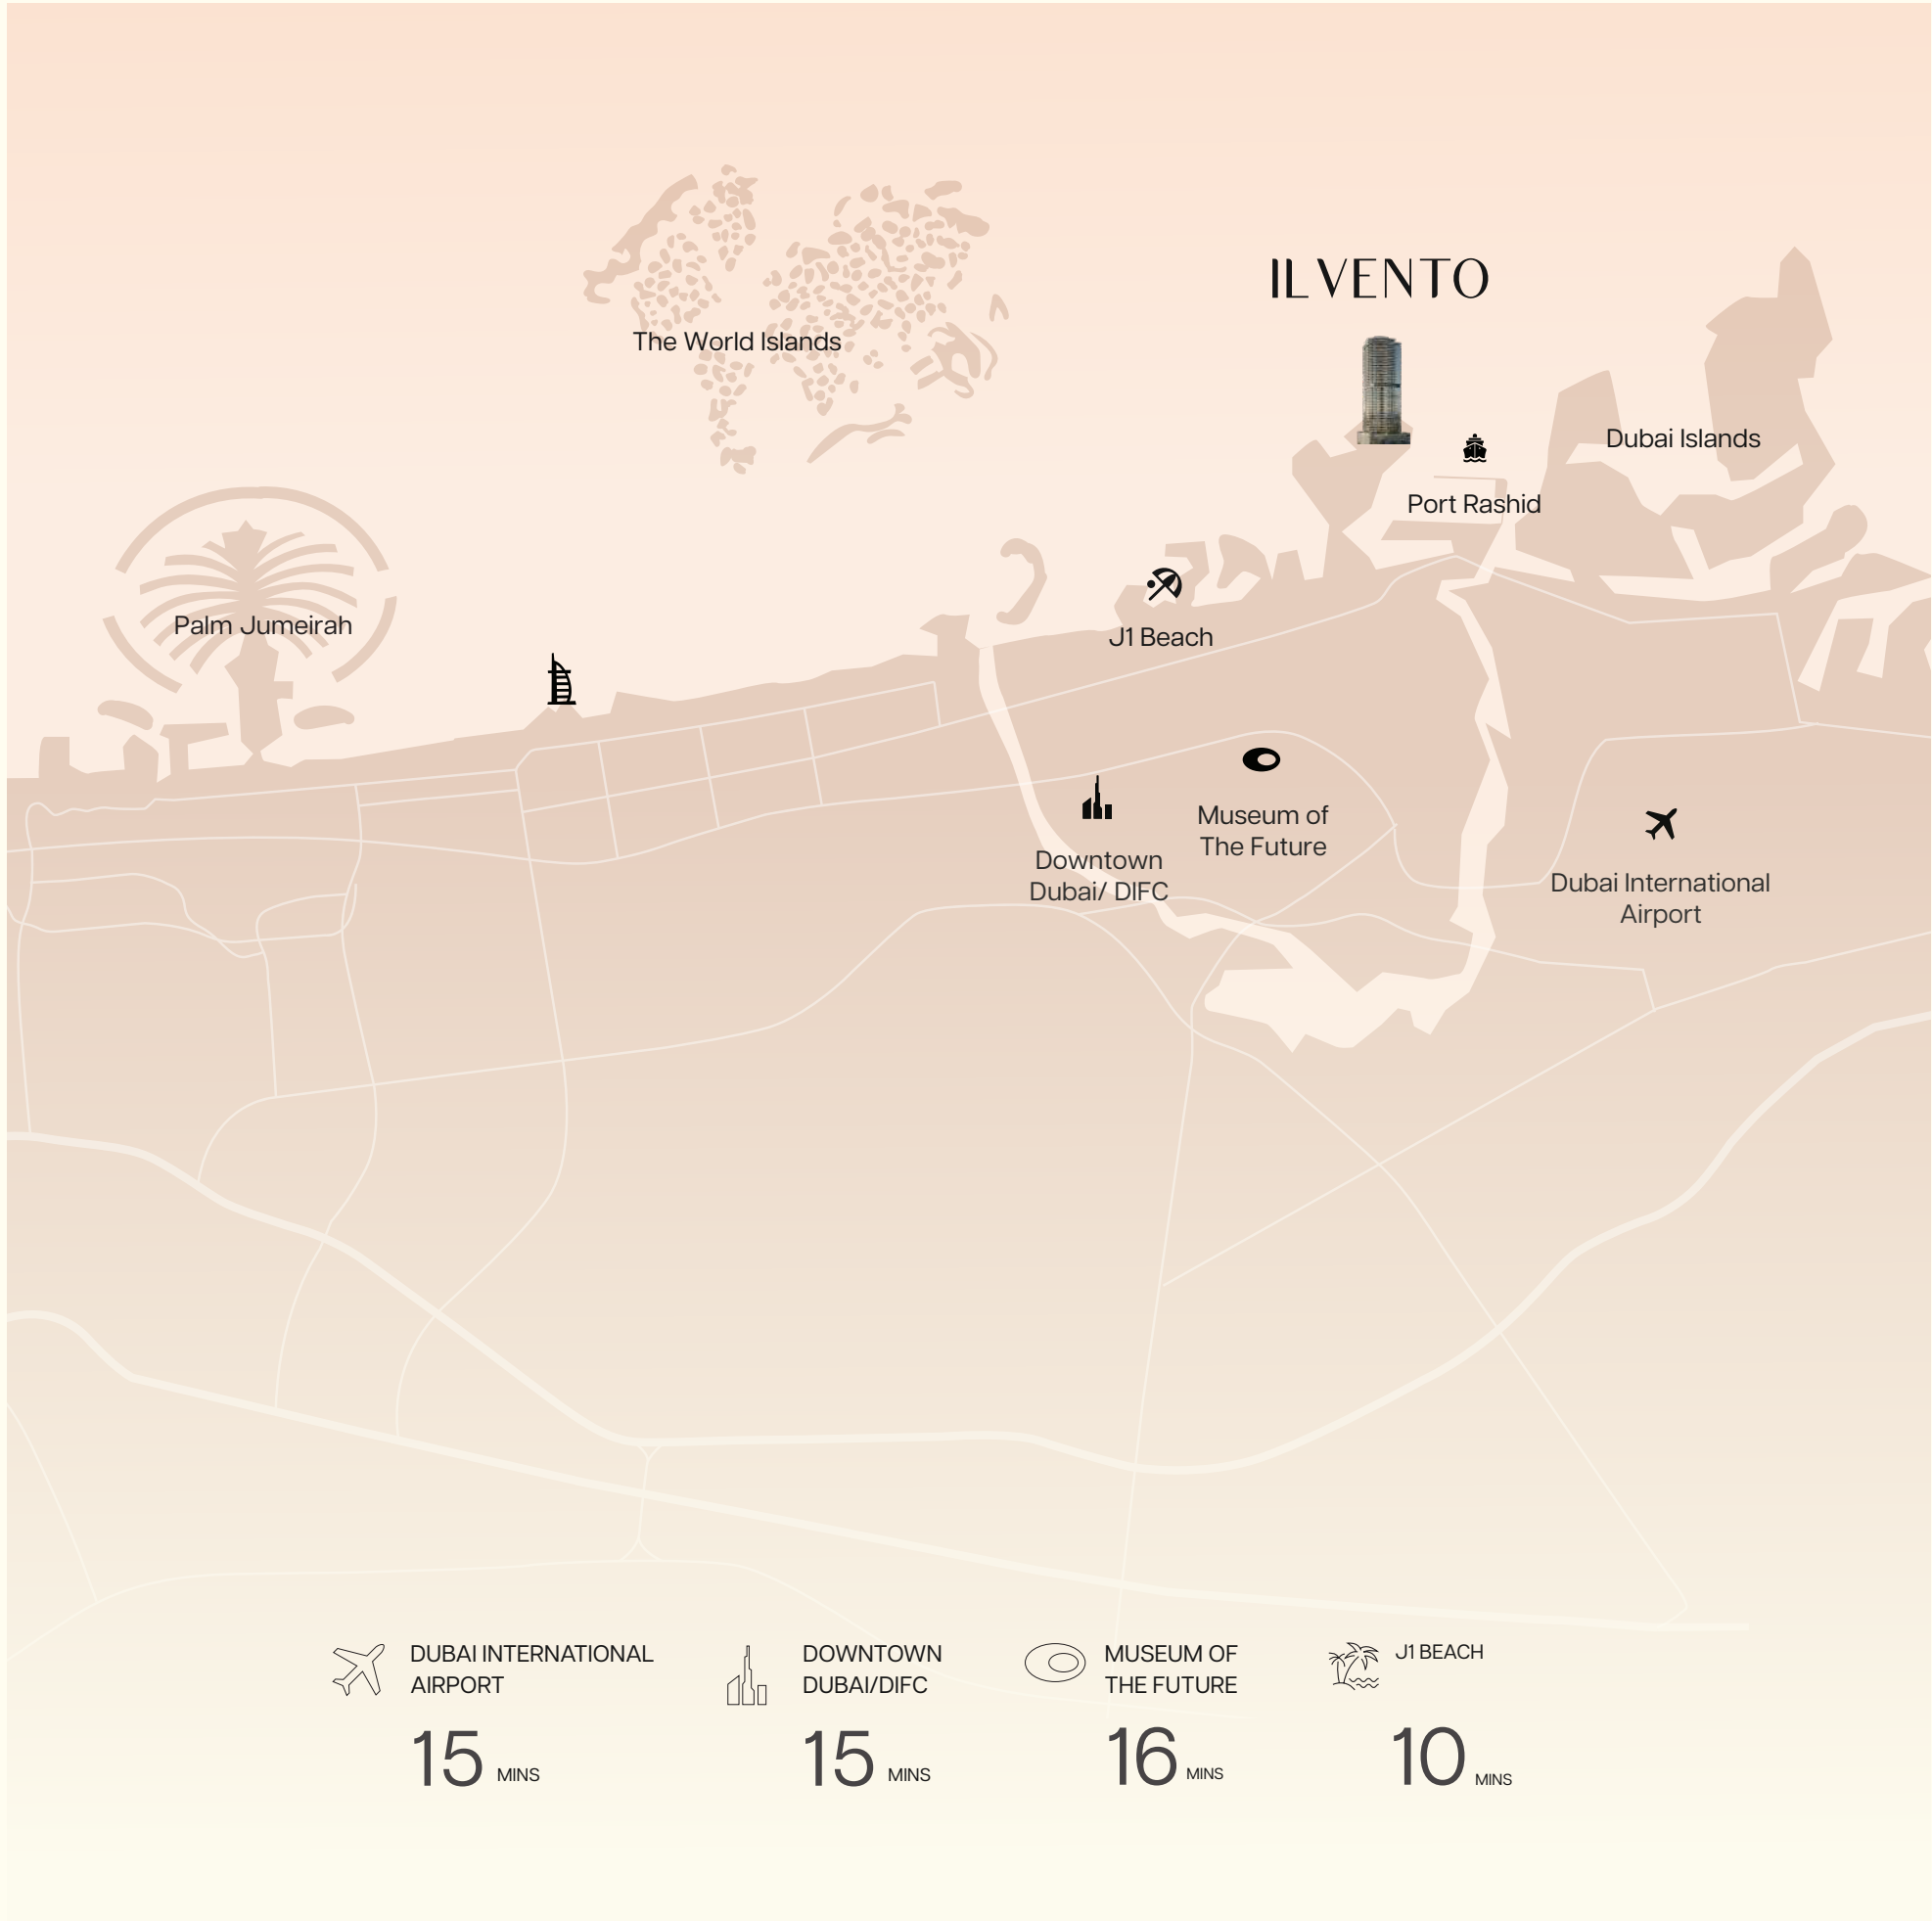 ILVENTO
The World Islands
Dubai Islands
Port Rashid
Palm Jumeirah
J1 Beach
Museum of
The Future
Downtown
Dubai/ DIFC
Dubai International
Airport
DUBAI INTERNATIONAL
AIRPORT
15 MINS
DOWNTOWN
DUBAI/DIFC
15 MINS
MUSEUM OF
THE FUTURE
16 MINS
J1 BEACH
10 MINS